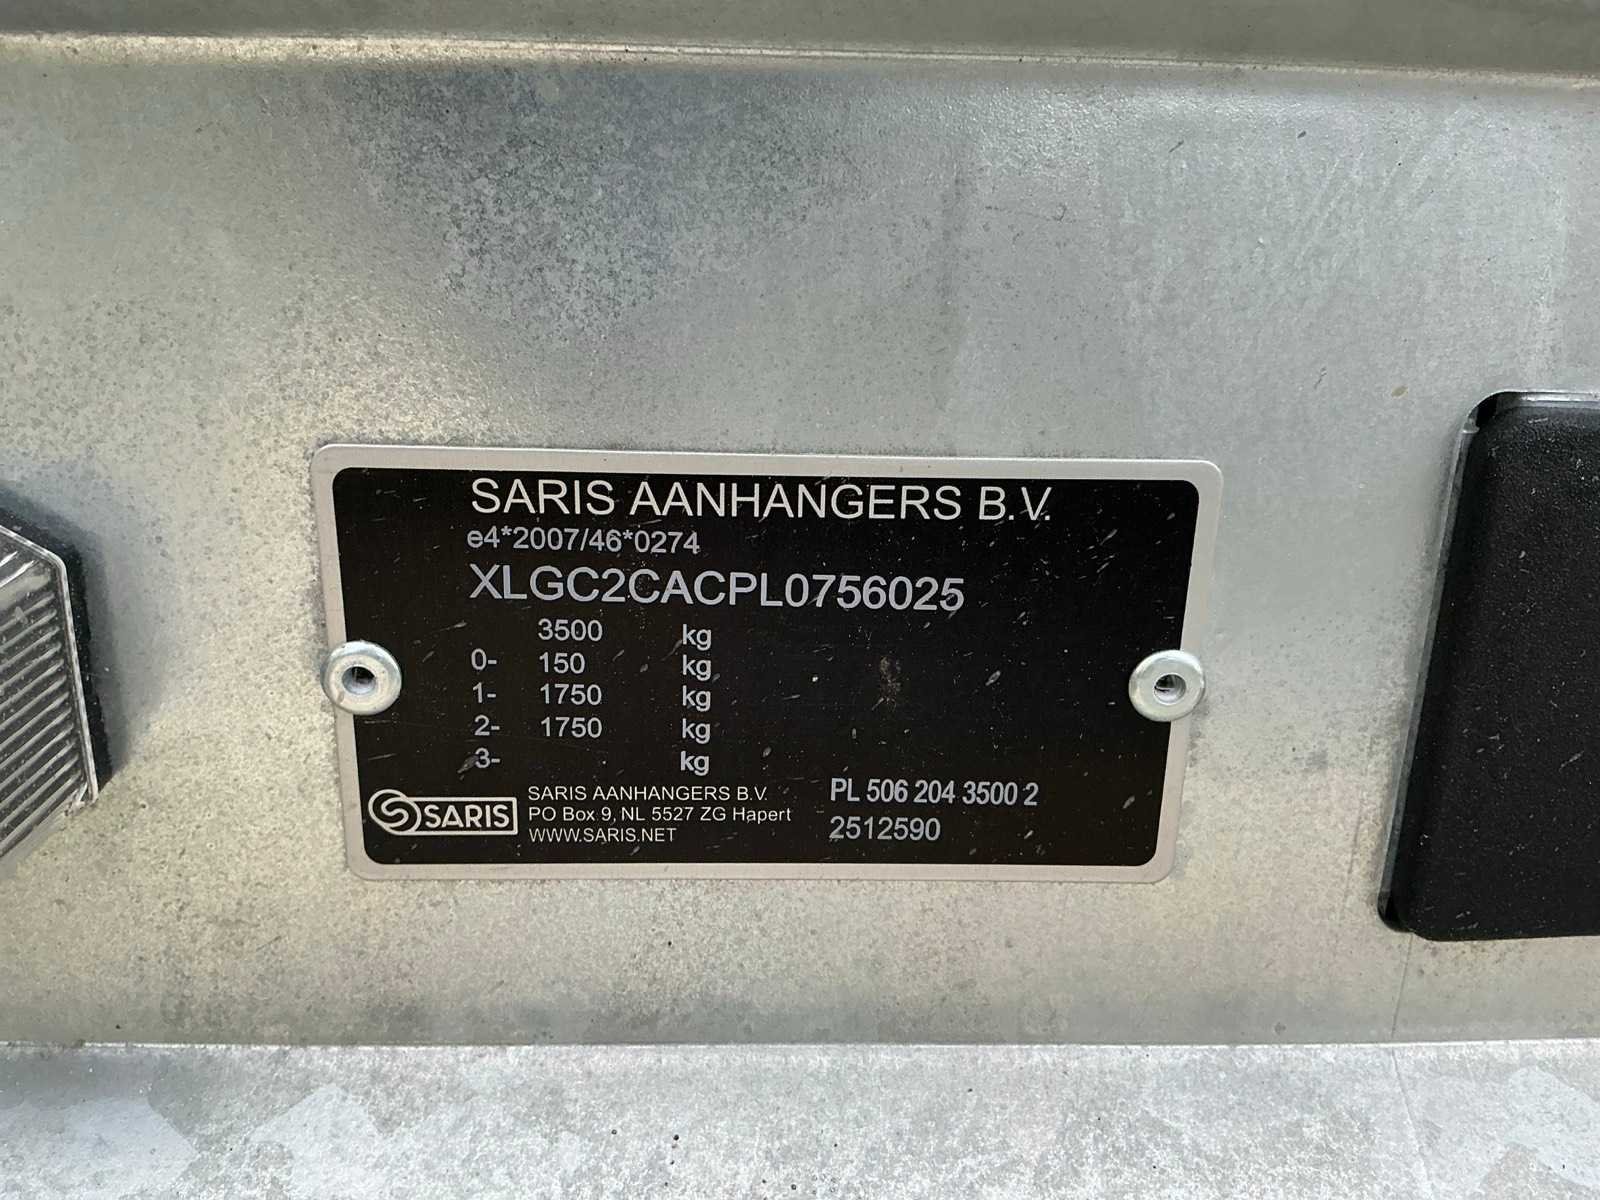 SARIS AANHANGERS B.V.
e4*2007/46*0274
XLGC2CACPL0756025
3500 kg
0- 150 kg
1- 1750 kg
2- 1750 kg
3- kg
SARIS
SARIS AANHANGERS B.V.
PO Box 9, NL 5527 ZG Hapert
WWW.SARIS.NET
PL 506 204 3500 2
2512590